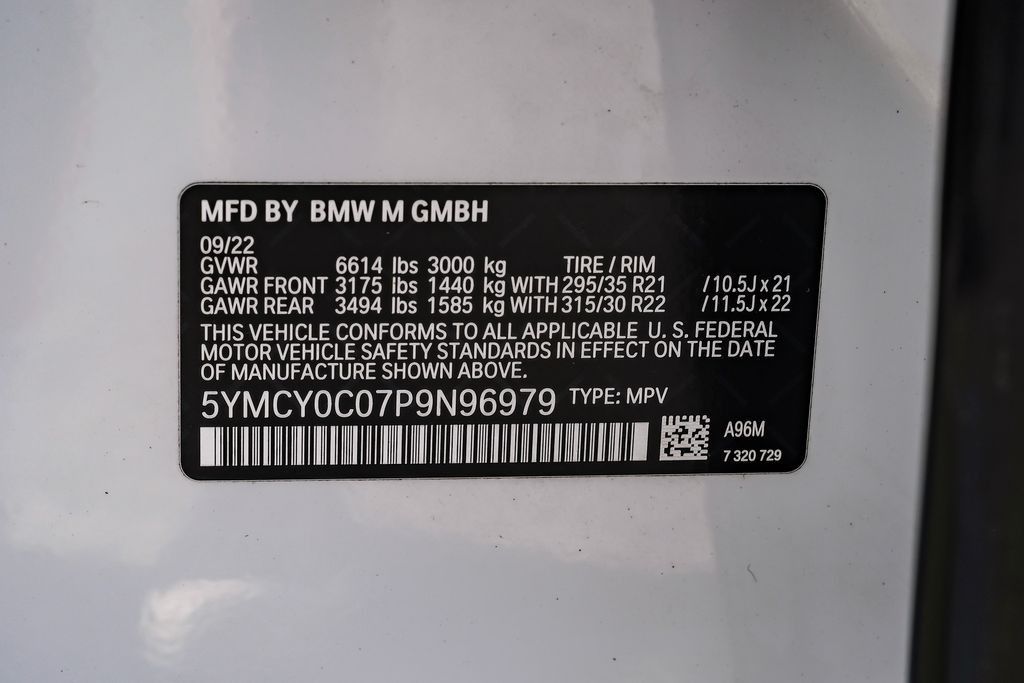 MFD BY BMW M GMBH
09/22
GVWR 6614 lbs 3000 kg TIRE / RIM
GAWR FRONT 3175 lbs 1440 kg WITH 295/35 R21 /10.5J x 21
GAWR REAR 3494 lbs 1585 kg WITH 315/30 R22 /11.5J x 22
THIS VEHICLE CONFORMS TO ALL APPLICABLE U. S. FEDERAL
MOTOR VEHICLE SAFETY STANDARDS IN EFFECT ON THE DATE
OF MANUFACTURE SHOWN ABOVE.
5YMCY0C07P9N96979 TYPE: MPV
A96M
7 320 729